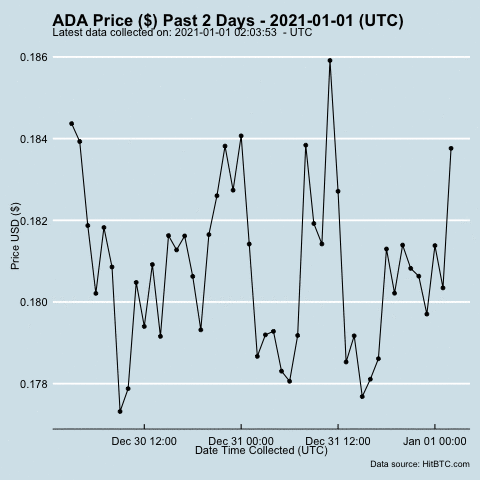 ADA Price ($) Past 2 Days - 2021-01-01 (UTC)
Latest data collected on: 2021-01-01 02:03:53  - UTC
0.186
0.184
0.182
0.180
0.178
Price USD ($)
Dec 30 12:00
Dec 31 00:00
Dec 31 12:00
Jan 01 00:00
Date Time Collected (UTC)
Data source: HitBTC.com